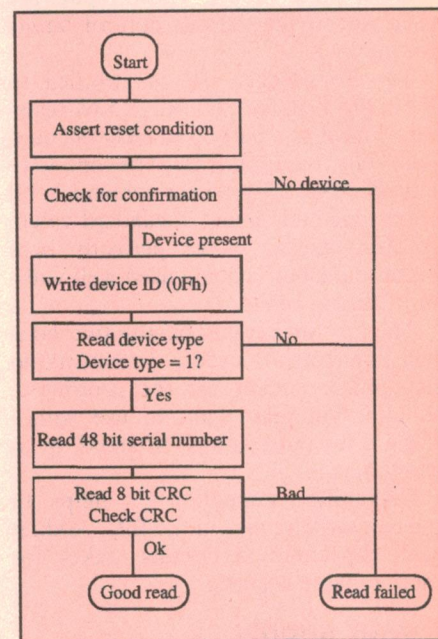 Start
Assert reset condition
Check for confirmation
No device
Device present
Write device ID (0Fh)
Read device type
Device type = 1?
No
Yes
Read 48 bit serial number
Read 8 bit CRC
Check CRC
Bad
Ok
Good read
Read failed